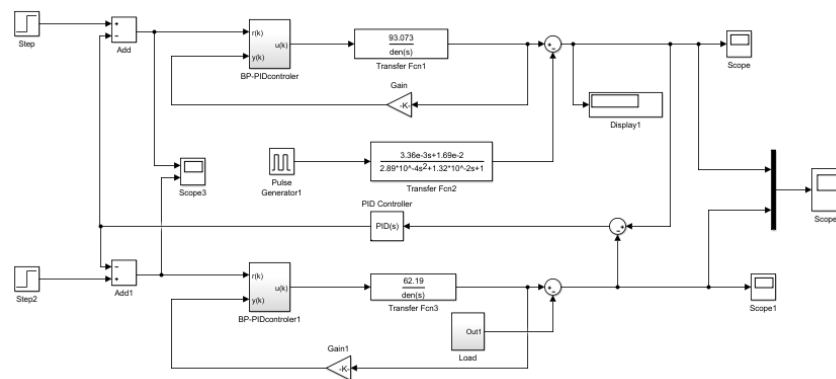 Step
Add
r(k)
y(k)
u(k)
BP-PIDcontroler
93.073
den(s)
Transfer Fcn1
Scope
Gain
-K-
Display1
Scope3
Pulse
Generator1
3.36e-3s+1.69e-2
2.89*10^-4s²+1.32*10^-2s+1
Transfer Fcn2
PID Controller
PID(s)
Scope
Step2
Add1
r(k)
y(k)
u(k)
BP-PIDcontroler1
62.19
den(s)
Transfer Fcn3
Scope1
Out1
Load
Gain1
-K-